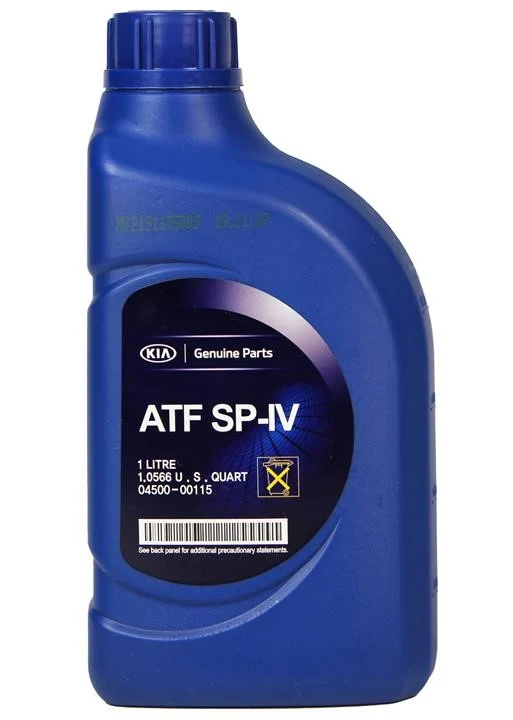 KIA Genuine Parts
ATF SP-IV
1 LITRE
1.0566 U . S . QUART
04500-00115
See back panel for additional precautionary statements.